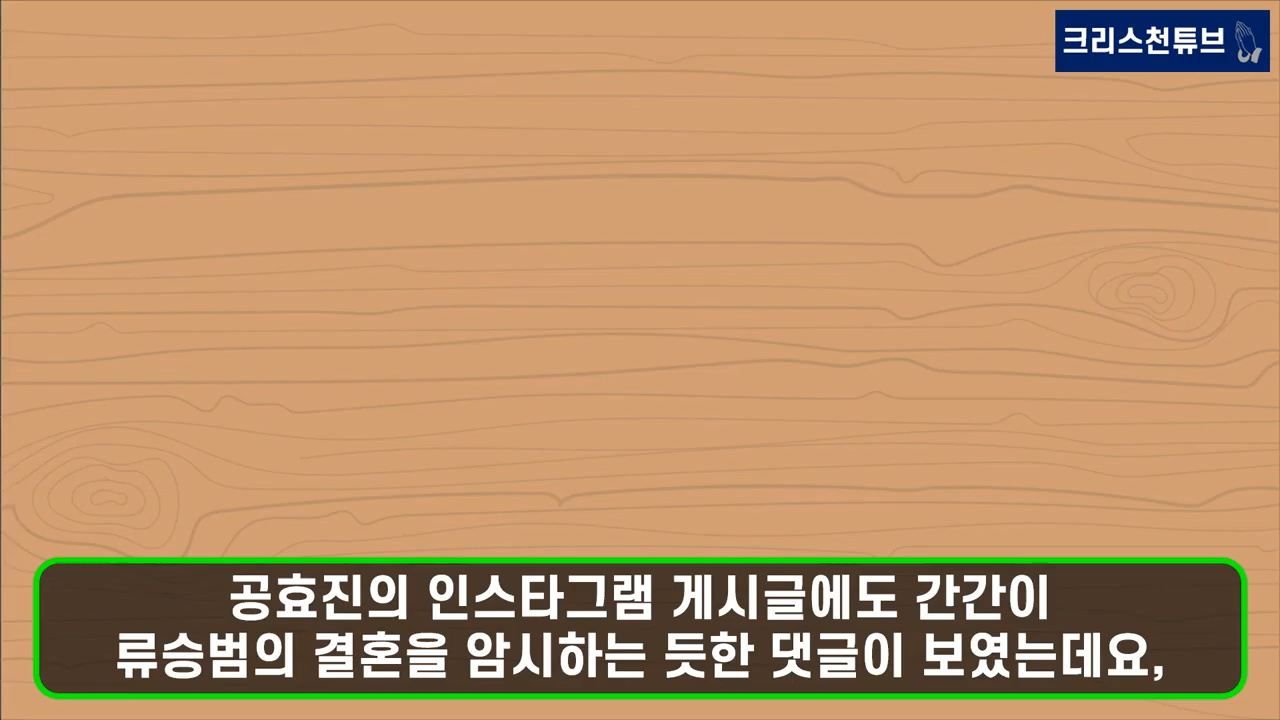 크리스천튜브
공효진의 인스타그램 게시글에도 간간이
류승범의 결혼을 암시하는 듯한 댓글이 보였는데요,